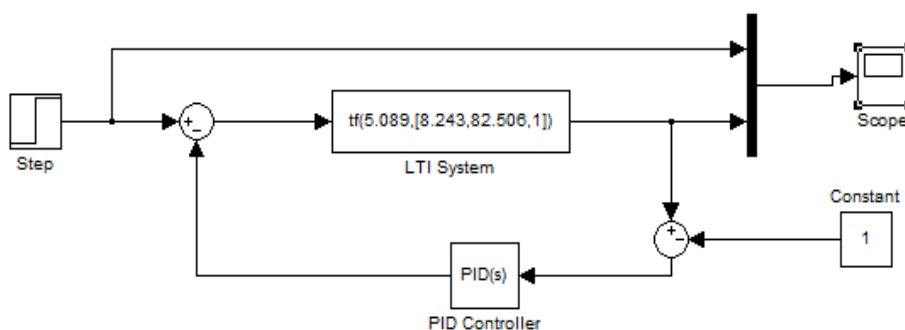 Step
tf(5.089,[8.243,82.506,1])
LTI System
Scope
Constant
1
PID(s)
PID Controller